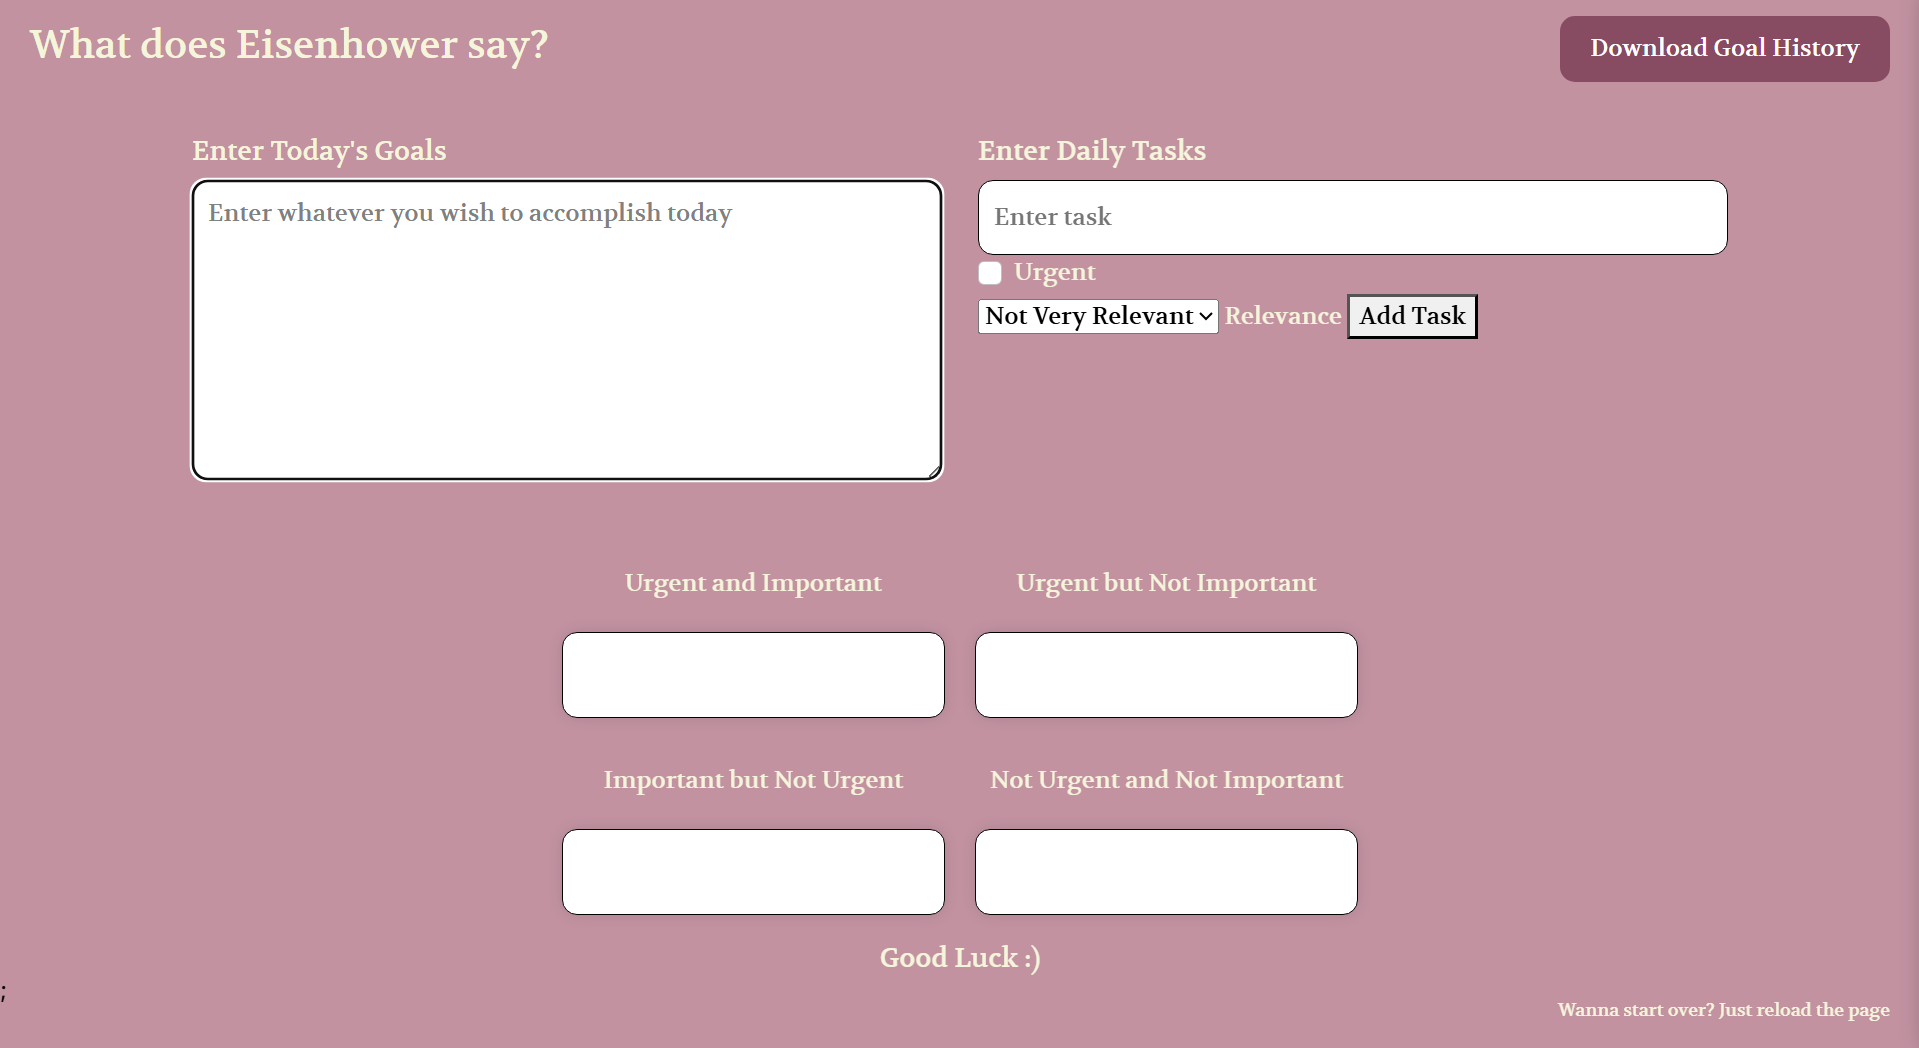 What does Eisenhower say?
Download Goal History
Enter Today's Goals
Enter whatever you wish to accomplish today
Enter Daily Tasks
Enter task
Urgent
Not Very Relevant Relevance Add Task
Urgent and Important
Urgent but Not Important
Important but Not Urgent
Not Urgent and Not Important
Good Luck :)
;
Wanna start over? Just reload the page